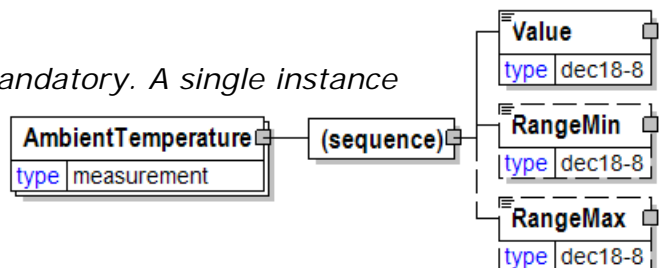 Value
type dec18-8
andatory. A single instance
RangeMin
AmbientTemperature
(sequence)
type measurement
type dec18-8
RangeMax
type dec18-8